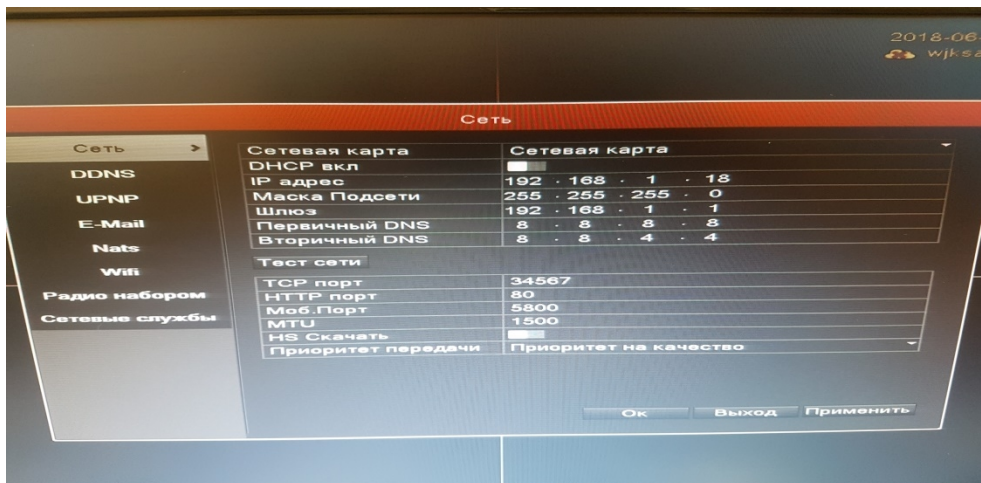 2018-06-
wjksa
Сеть
Сеть >
DDNS
UPNP
E-Mail
Nats
Wifi
Радио набором
Сетевые службы
Сетевая карта Сетевая карта
DHCP вкл
IP адрес 192 . 168 . 1 . 18
Маска Подсети 255 . 255 . 255 . 0
Шлюз 192 . 168 . 1 . 1
Первичный DNS 8 . 8 . 8 . 8
Вторичный DNS 8 . 8 . 4 . 4
Тест сети
TCP порт 34567
HTTP порт 80
Моб.Порт 5800
MTU 1500
HS Скачать
Приоритет передачи Приоритет на качество
Ок Выход Применить